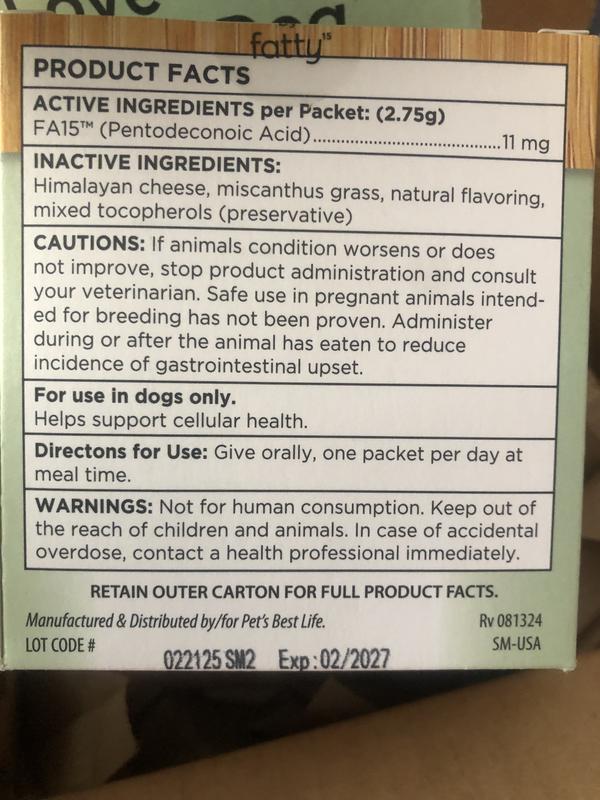 Love
Dog
fatty15
PRODUCT FACTS
ACTIVE INGREDIENTS per Packet: (2.75g)
FA15™ (Pentodeconoic Acid)........................................11 mg
INACTIVE INGREDIENTS:
Himalayan cheese, miscanthus grass, natural flavoring,
mixed tocopherols (preservative)
CAUTIONS: If animals condition worsens or does
not improve, stop product administration and consult
your veterinarian. Safe use in pregnant animals intend-
ed for breeding has not been proven. Administer
during or after the animal has eaten to reduce
incidence of gastrointestinal upset.
For use in dogs only.
Helps support cellular health.
Directons for Use: Give orally, one packet per day at
meal time.
WARNINGS: Not for human consumption. Keep out of
the reach of children and animals. In case of accidental
overdose, contact a health professional immediately.
RETAIN OUTER CARTON FOR FULL PRODUCT FACTS.
Manufactured & Distributed by/for Pet's Best Life.
Rv 081324
LOT CODE #
SM-USA
022125 SM2 Exp:02/2027